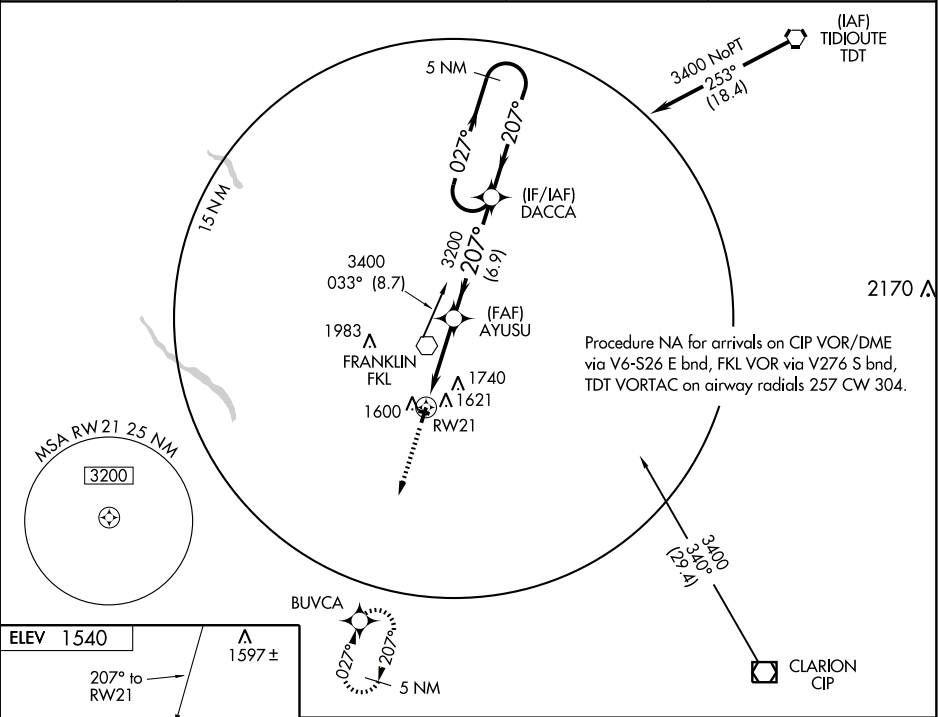 (IAF)
TIDIOUTE
TDT
3400 NoPT
253°
(18.4)
5 NM
027°
207°
15 NM
(IF/IAF)
DACCA
3200
207°
(6.9)
3400
033° (8.7)
(FAF)
AYUSU
2170
1983
FRANKLIN
FKL
Procedure NA for arrivals on CIP VOR/DME
via V6-S26 E bnd, FKL VOR via V276 S bnd,
TDT VORTAC on airway radials 257 CW 304.
1740
1621
1600
RW21
MSA RW 21 25 NM
3200
3400
340°
(29.4)
BUVCA
027°
207°
5 NM
CLARION
CIP
ELEV 1540
1597 ±
207° to
RW21